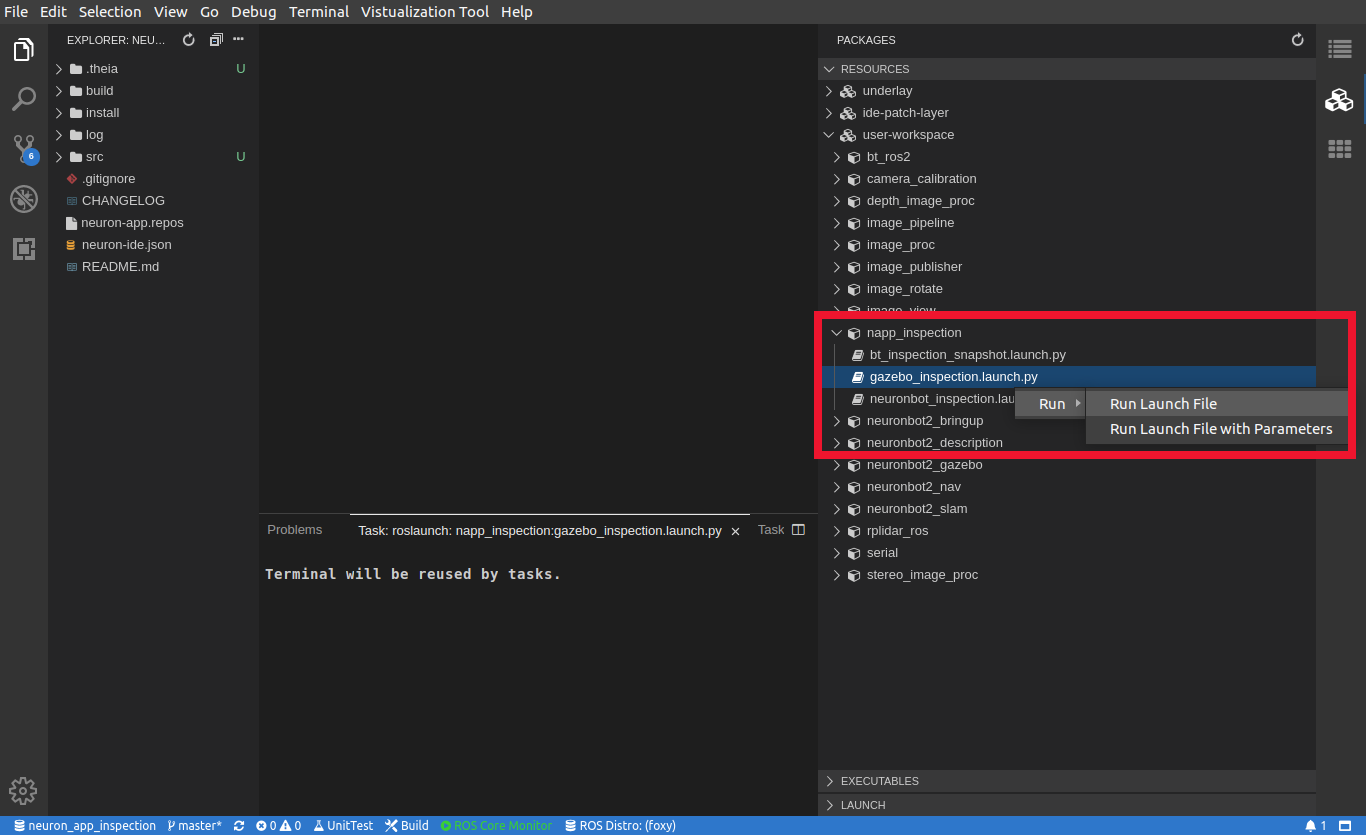 File Edit Selection View Go Debug Terminal Vistualization Tool Help
EXPLORER: NEU...
.theia U
build
install
log
src U
.gitignore
CHANGELOG
neuron-app.repos
neuron-ide.json
README.md
6
Problems
Task: roslaunch: napp_inspection:gazebo_inspection.launch.py ×
Task
Terminal will be reused by tasks.
PACKAGES
RESOURCES
underlay
ide-patch-layer
user-workspace
bt_ros2
camera_calibration
depth_image_proc
image_pipeline
image_proc
image_publisher
image_rotate
image_view
napp_inspection
bt_inspection_snapshot.launch.py
gazebo_inspection.launch.py
neuronbot_inspection.lau
Run
Run Launch File
Run Launch File with Parameters
neuronbot2_bringup
neuronbot2_description
neuronbot2_gazebo
neuronbot2_nav
neuronbot2_slam
rplidar_ros
serial
stereo_image_proc
EXECUTABLES
LAUNCH
neuron_app_inspection master* 0 0 UnitTest Build ROS Core Monitor ROS Distro: (foxy) 1